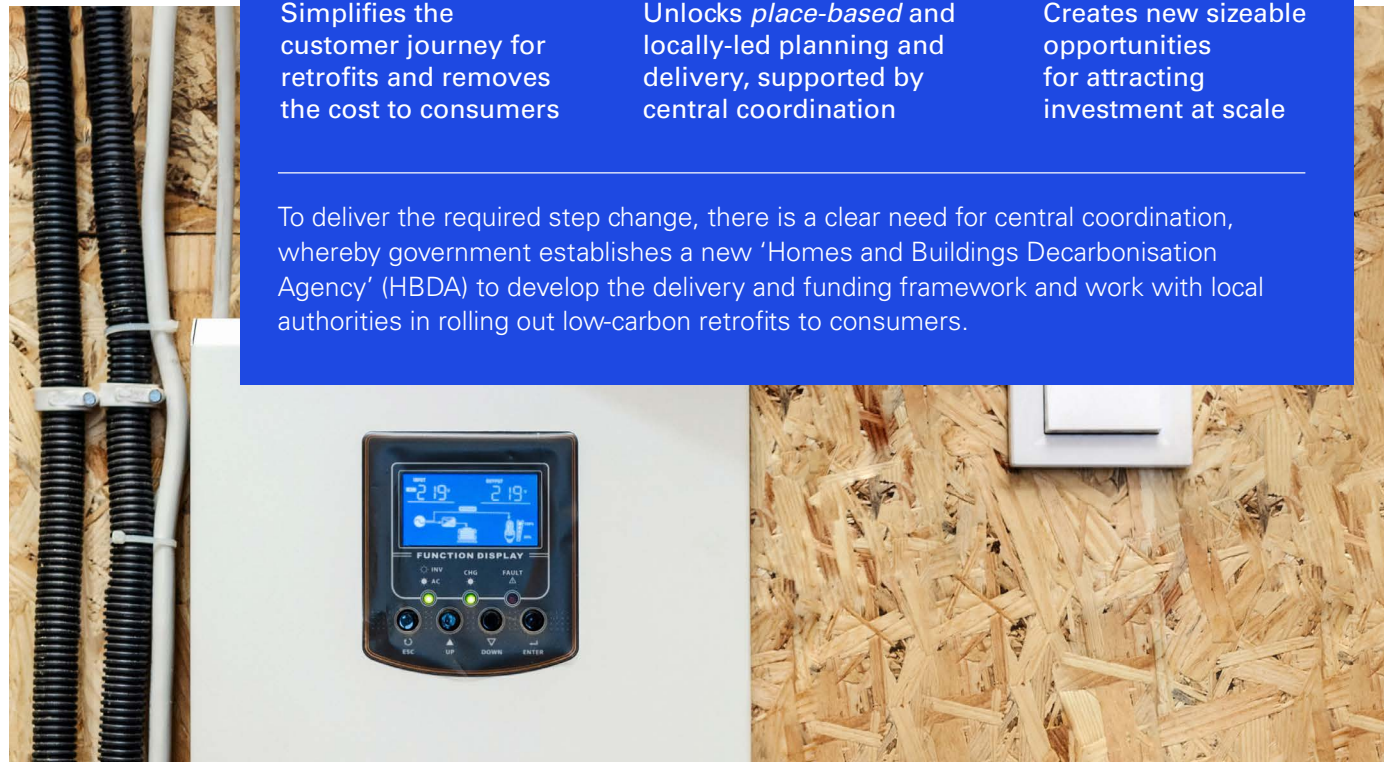 Simplifies the
customer journey for
retrofits and removes
the cost to consumers
Unlocks place-based and
locally-led planning and
delivery, supported by
central coordination
Creates new sizeable
opportunities
for attracting
investment at scale
To deliver the required step change, there is a clear need for central coordination,
whereby government establishes a new ‘Homes and Buildings Decarbonisation
Agency’ (HBDA) to develop the delivery and funding framework and work with local
authorities in rolling out low-carbon retrofits to consumers.
INPUT OUTPUT
219 219
FUNCTION DISPLAY
INV CHG FAULT
AC
ESC UP DOWN ENTER